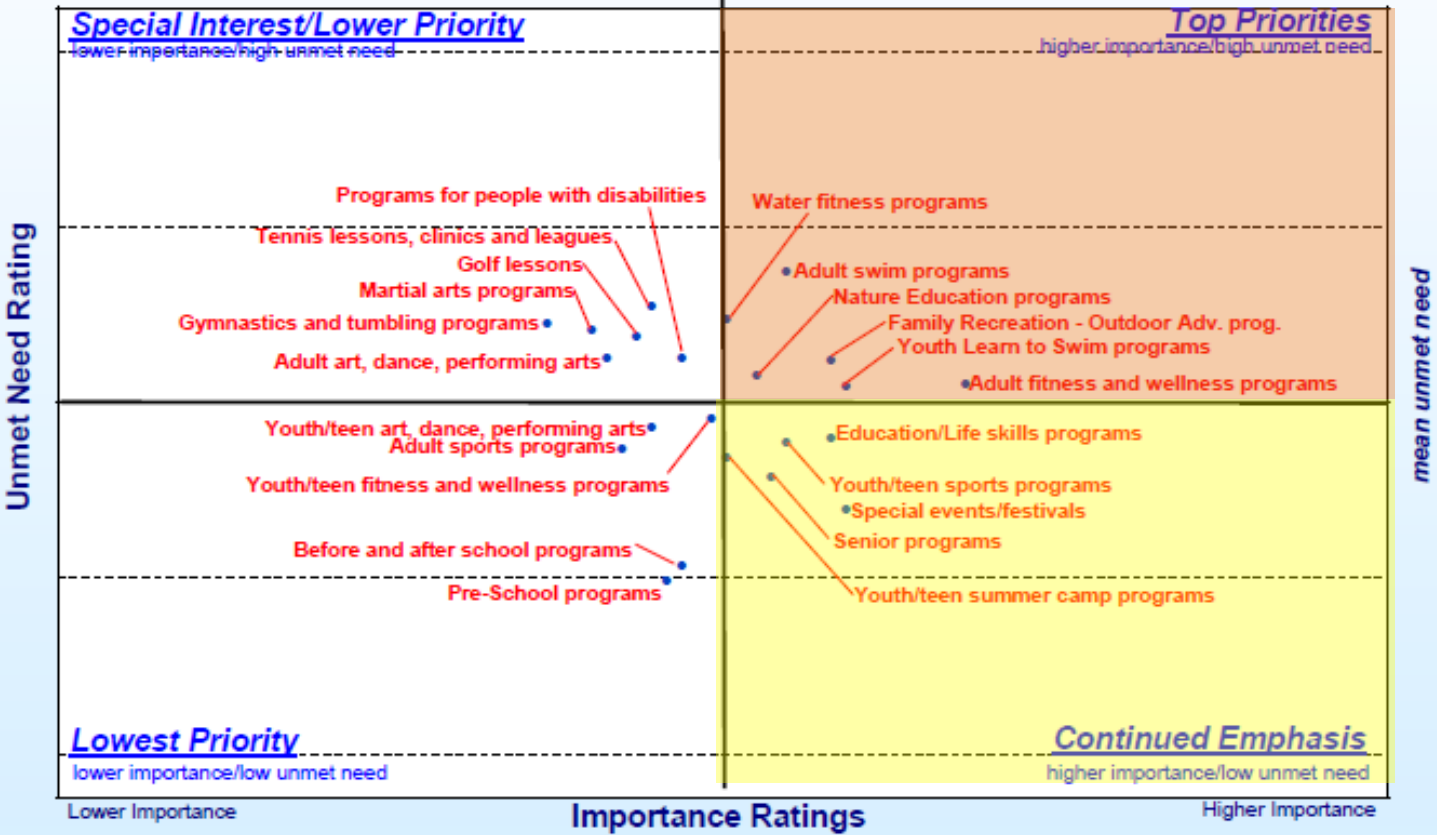 Special Interest/Lower Priority
lower importance/high unmet need
Top Priorities
higher importance/high unmet need
Programs for people with disabilities
Water fitness programs
Tennis lessons, clinics and leagues
Golf lessons
Adult swim programs
Martial arts programs
Nature Education programs
Gymnastics and tumbling programs
Family Recreation - Outdoor Adv. prog.
Youth Learn to Swim programs
Adult art, dance, performing arts
Adult fitness and wellness programs
Unmet Need Rating
mean unmet need
Youth/teen art, dance, performing arts
Education/Life skills programs
Adult sports programs
Youth/teen fitness and wellness programs
Youth/teen sports programs
Special events/festivals
Senior programs
Before and after school programs
Pre-School programs
Youth/teen summer camp programs
Lowest Priority
lower importance/low unmet need
Continued Emphasis
higher importance/low unmet need
Lower Importance
Importance Ratings
Higher Importance